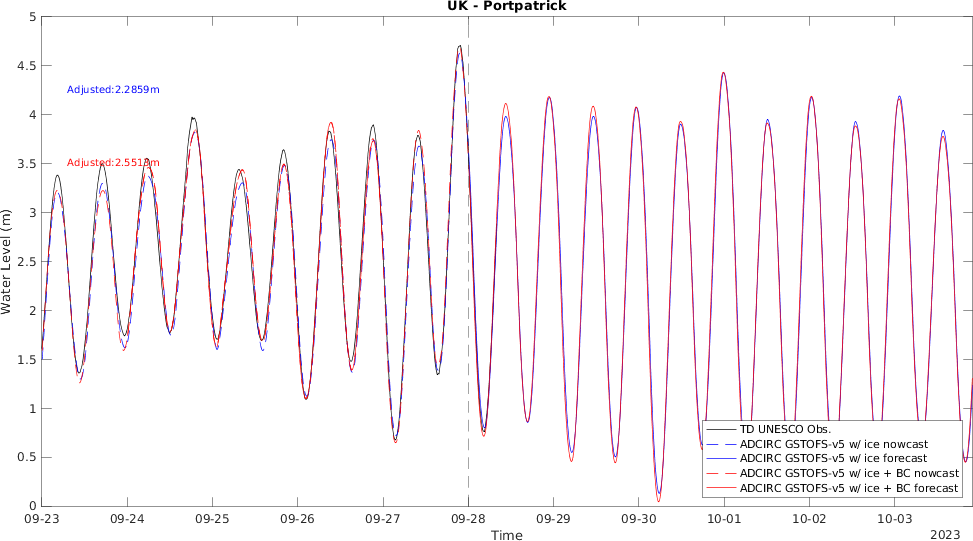 UK - Portpatrick
5
4.5
4
3.5
3
2.5
2
1.5
1
0.5
0
Water Level (m)
Adjusted:2.2859m
Adjusted:2.5513m
TD UNESCO Obs.
ADCIRC GSTOFS-v5 w/ ice nowcast
ADCIRC GSTOFS-v5 w/ ice forecast
ADCIRC GSTOFS-v5 w/ ice + BC nowcast
ADCIRC GSTOFS-v5 w/ ice + BC forecast
09-23 09-24 09-25 09-26 09-27 09-28 09-29 09-30 10-01 10-02 10-03
Time
2023